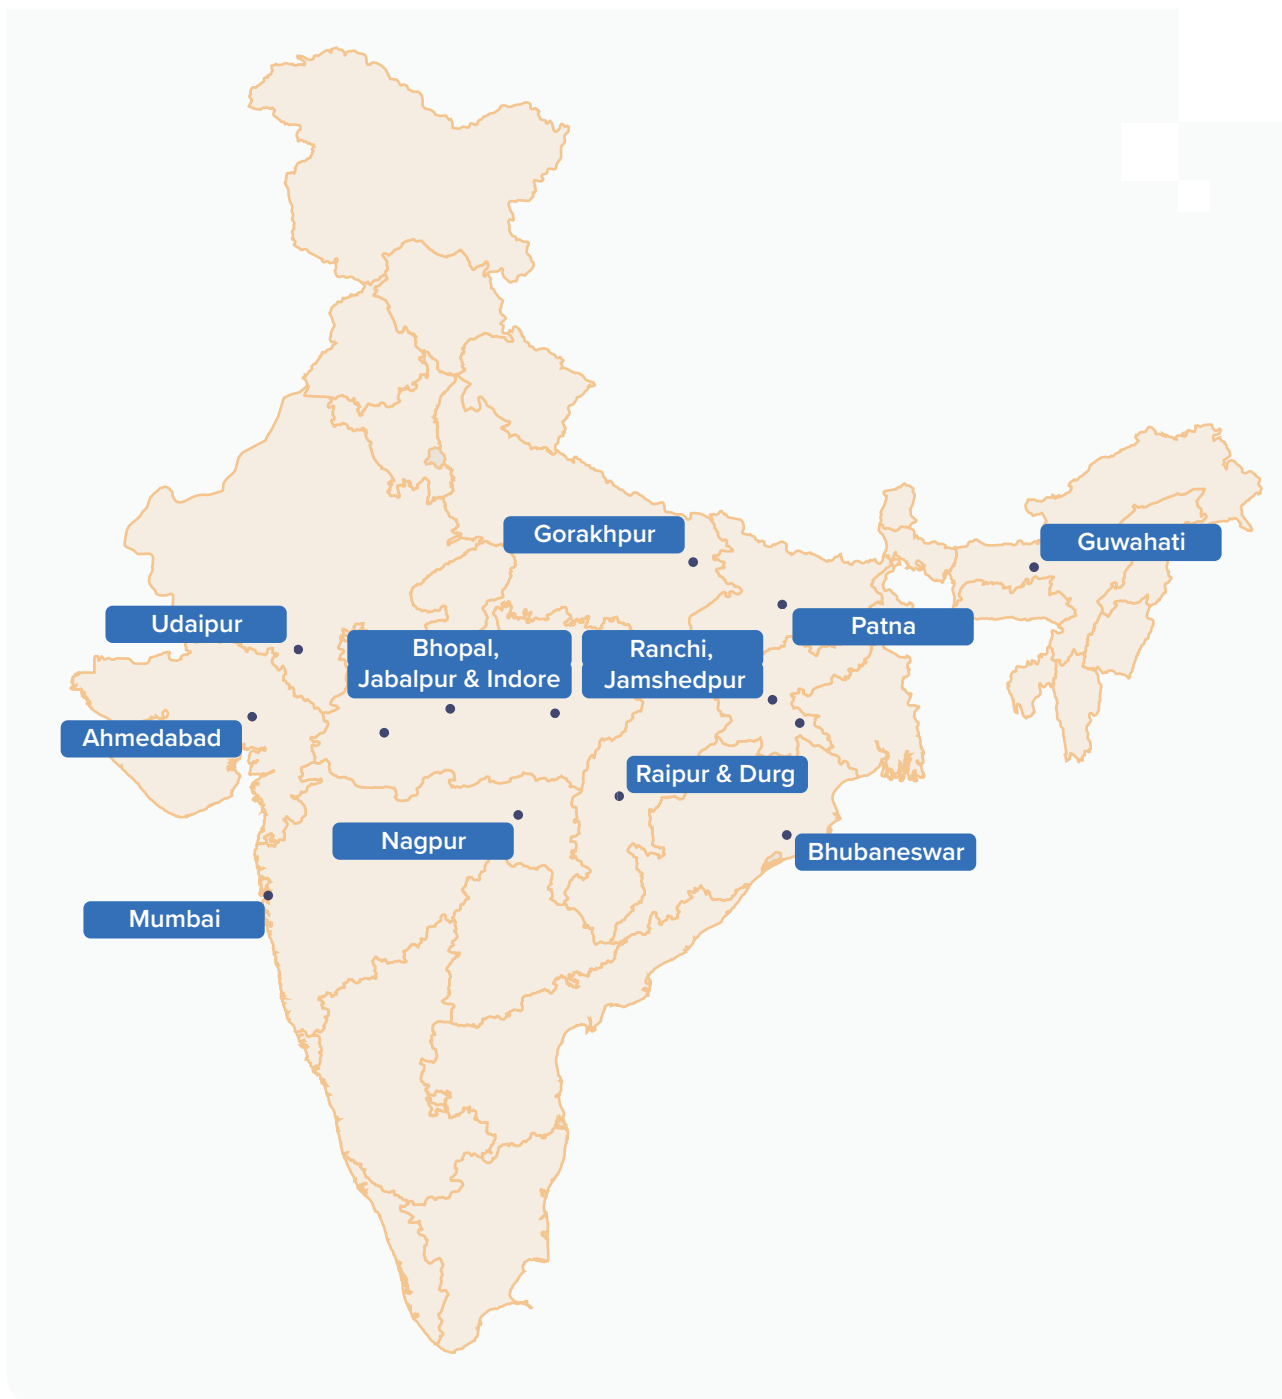 Gorakhpur
Guwahati
Udaipur
Patna
Bhopal,
Jabalpur & Indore
Ranchi,
Jamshedpur
Ahmedabad
Raipur & Durg
Nagpur
Bhubaneswar
Mumbai